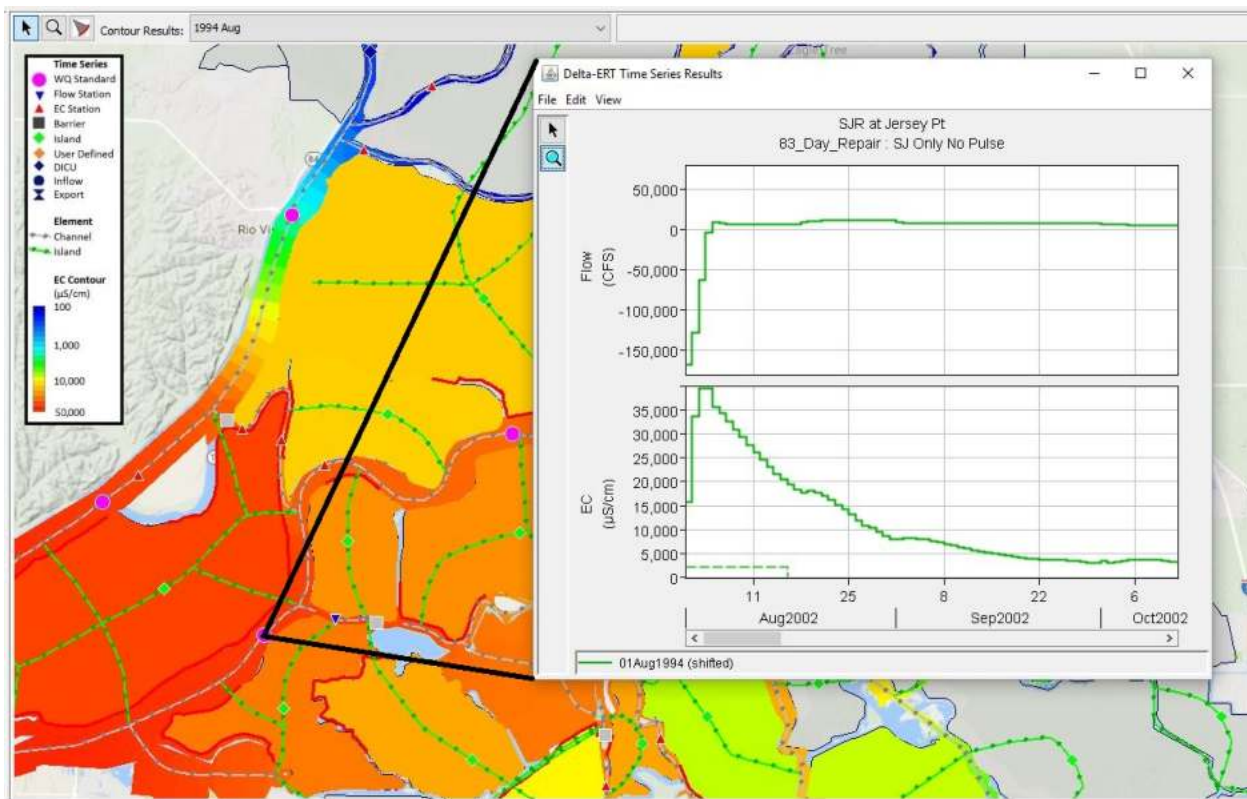 Contour Results: 1994 Aug
Time Series
WQ Standard
Flow Station
EC Station
Barrier
Island
User Defined
DICU
Inflow
Export
Element
Channel
Island
EC Contour
(µS/cm)
100
1,000
10,000
50,000
84
Rio Vi
Delta-ERT Time Series Results
File Edit View
SJR at Jersey Pt
83_Day_Repair : SJ Only No Pulse
50,000
0
-50,000
-100,000
-150,000
Flow
(CFS)
35,000
30,000
25,000
20,000
15,000
10,000
5,000
0
EC
(µS/cm)
11 25 8 22 6
Aug2002 Sep2002 Oct2002
01Aug1994 (shifted)